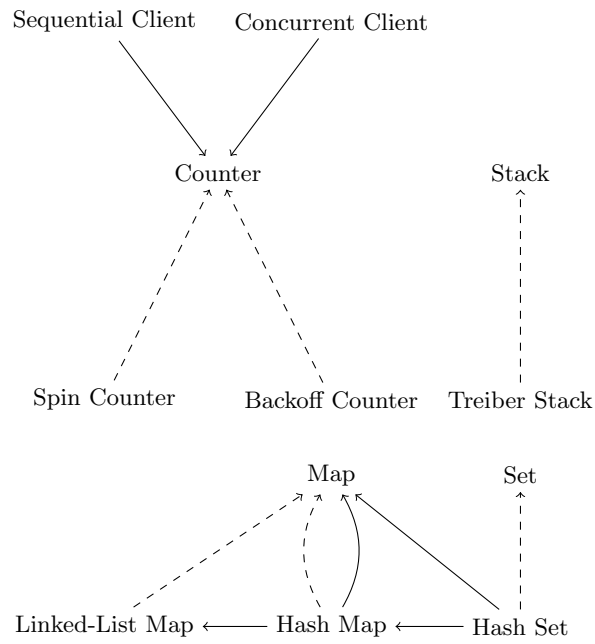 Sequential Client
Concurrent Client
Counter
Stack
Spin Counter
Backoff Counter
Treiber Stack
Map
Set
Linked-List Map
Hash Map
Hash Set